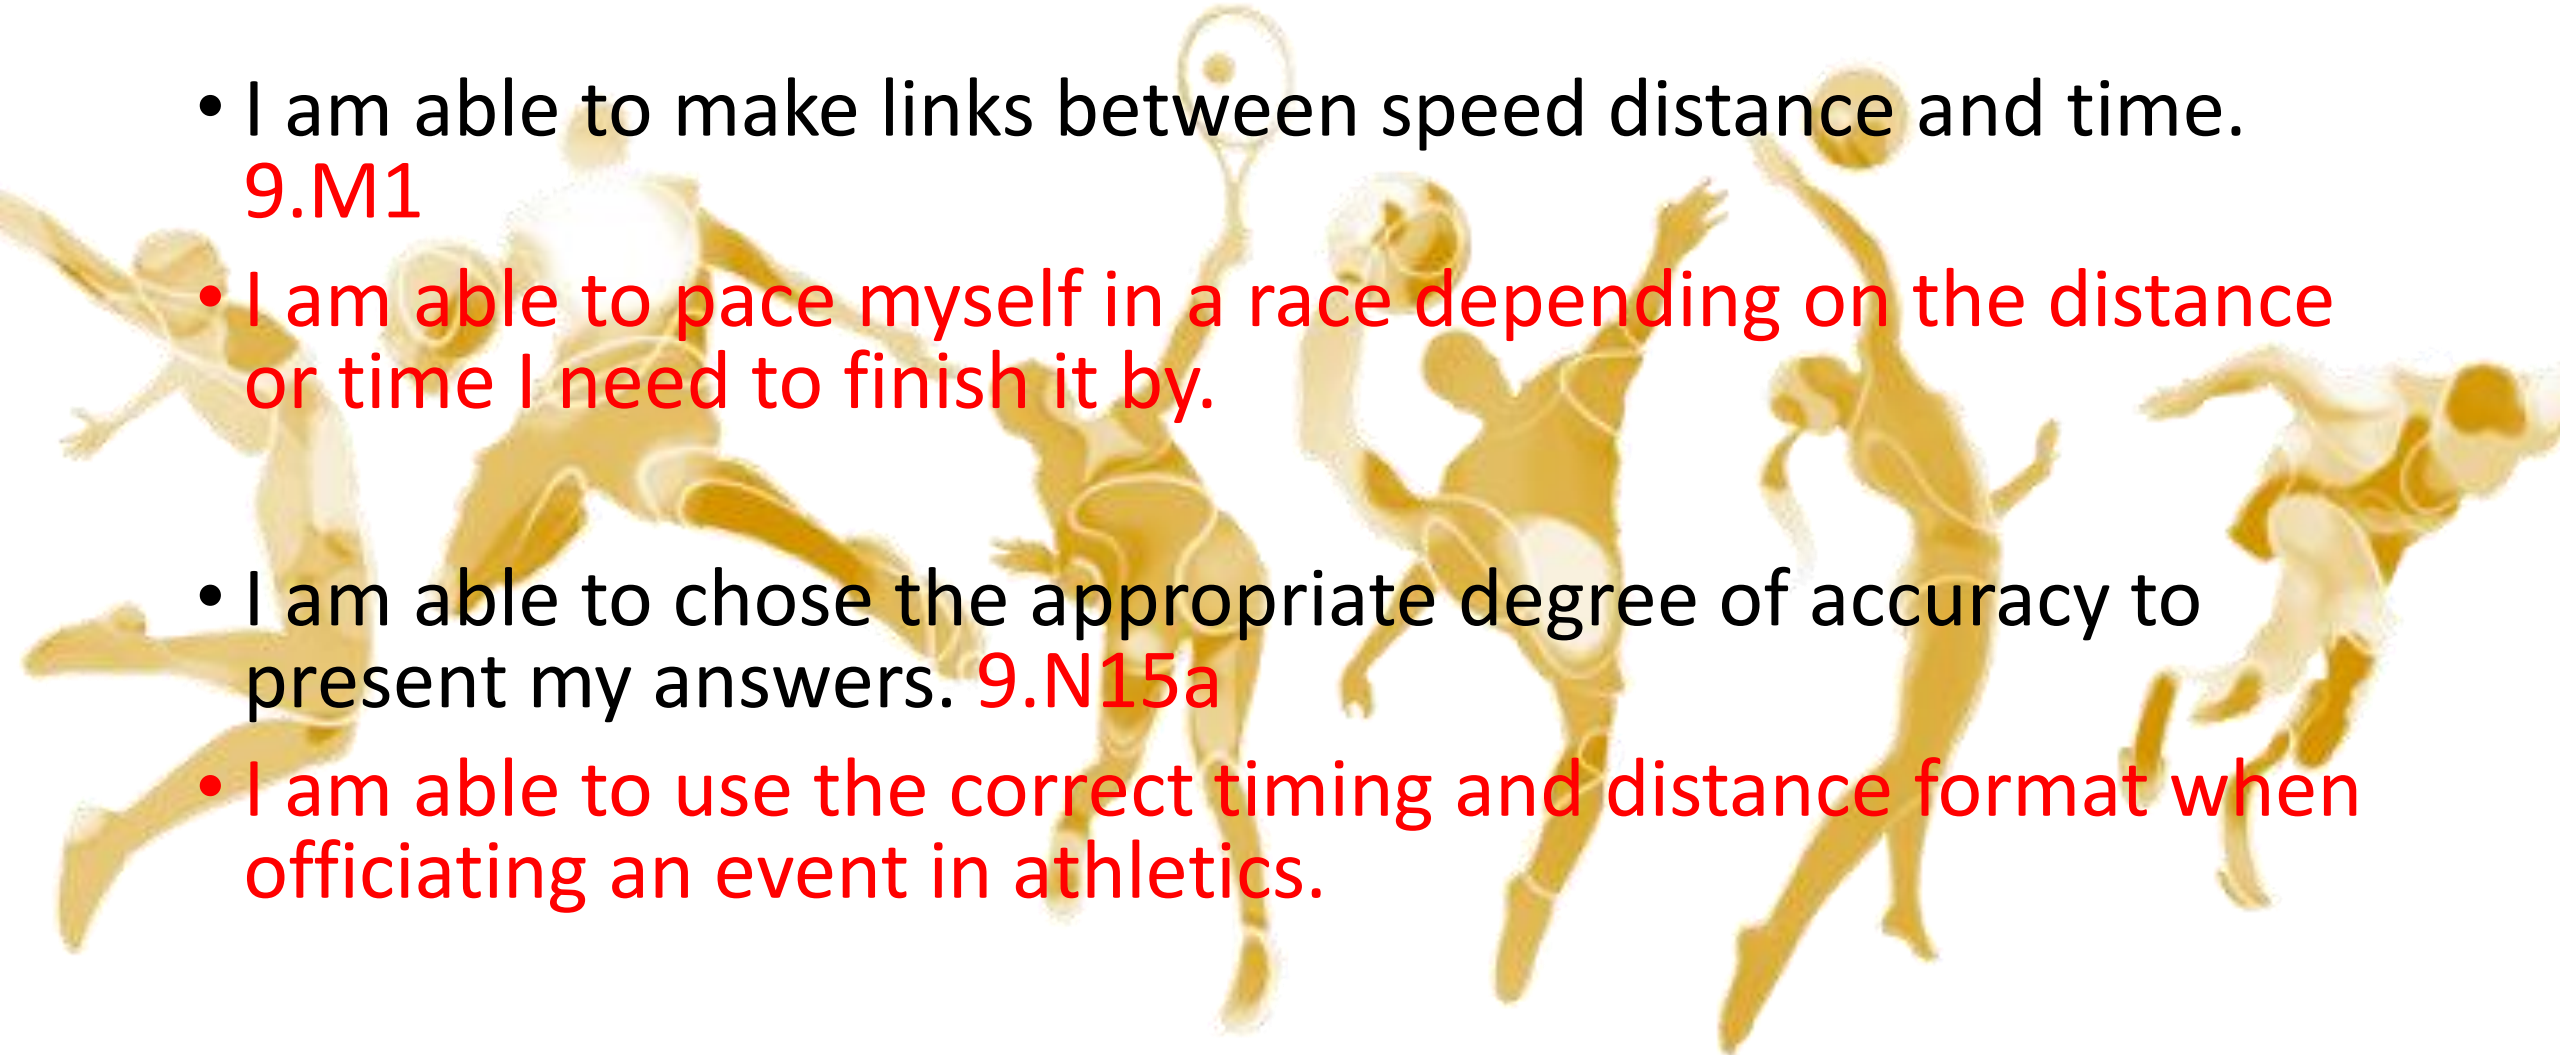 • I am able to make links between speed distance and time.
9.M1
• I am able to pace myself in a race depending on the distance
or time I need to finish it by.
• I am able to chose the appropriate degree of accuracy to
present my answers. 9.N15a
• I am able to use the correct timing and distance format when
officiating an event in athletics.